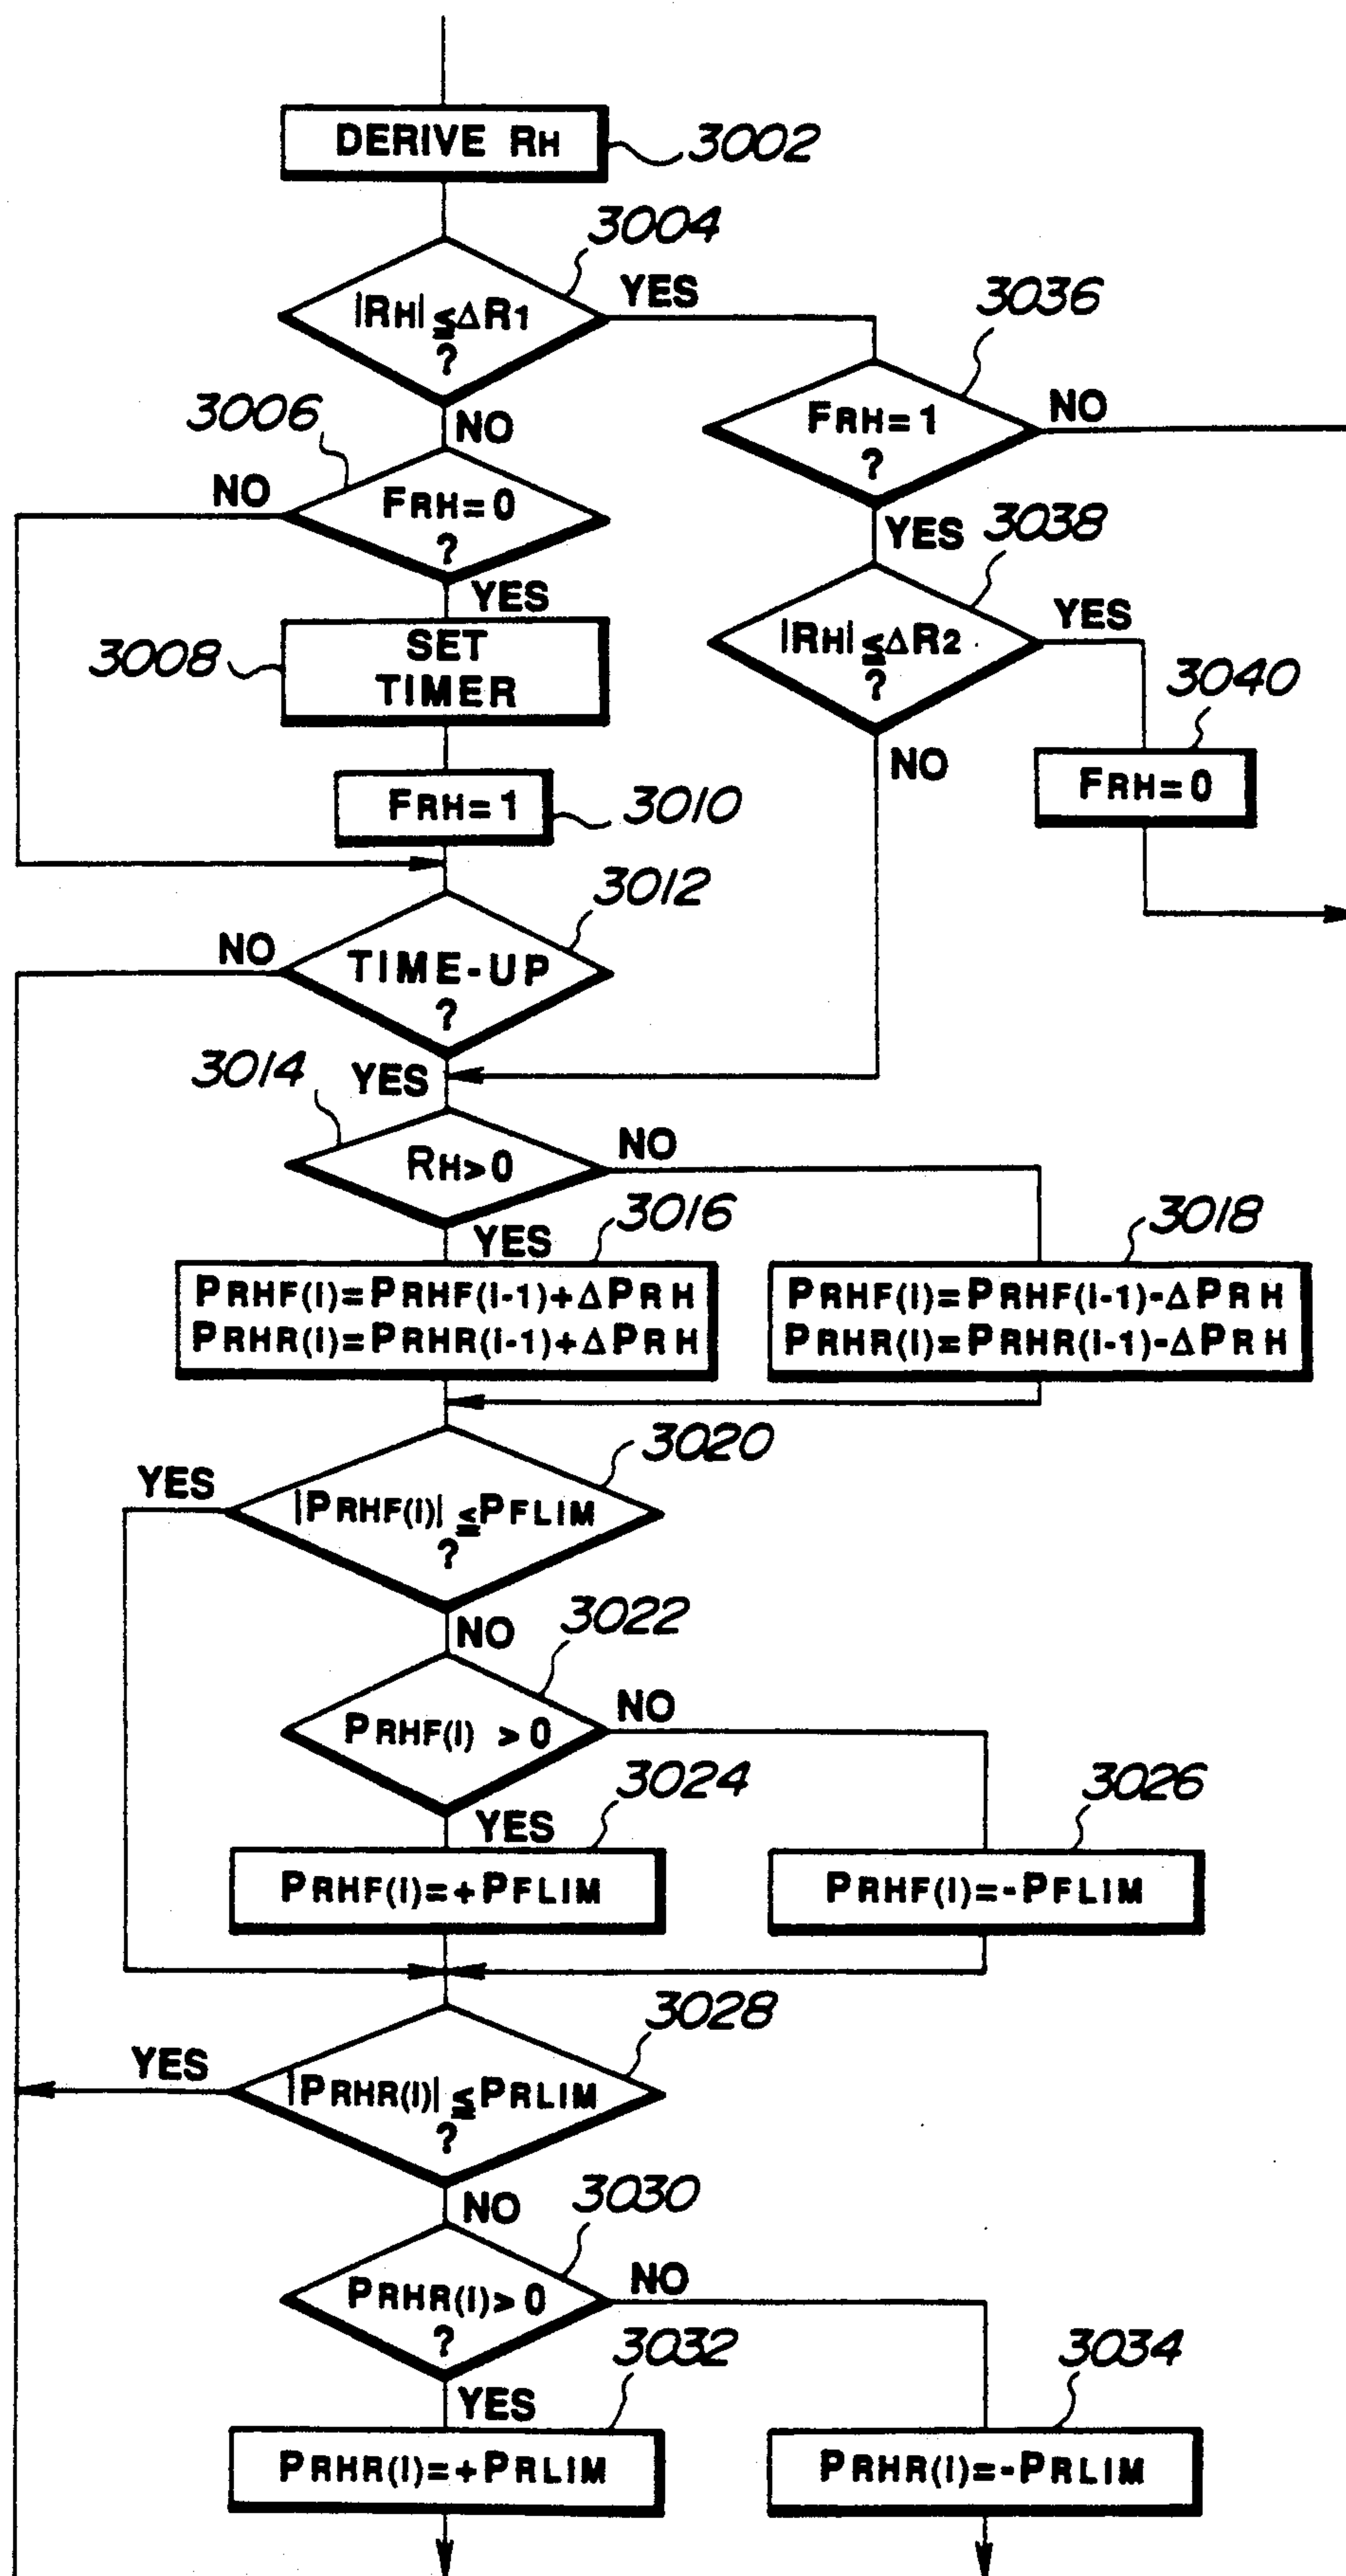 DERIVE RH
3002
3004
|RH|≦ΔR1
?
YES
NO
3036
FRH=1
?
NO
YES
3006
FRH=0
?
NO
YES
3038
|RH|≦ΔR2
?
YES
NO
3008
SET
TIMER
3040
FRH=0
FRH=1
3010
3012
TIME-UP
?
NO
YES
3014
RH>0
NO
YES
3016
PRHF(i)=PRHF(i-1)+ΔPRH
PRHR(i)=PRHR(i-1)+ΔPRH
3018
PRHF(i)=PRHF(i-1)-ΔPRH
PRHR(i)=PRHR(i-1)-ΔPRH
3020
YES
|PRHF(i)|≦PFLIM
?
NO
3022
PRHF(i) >0
NO
YES
3024
PRHF(i)=+PFLIM
3026
PRHF(i)=-PFLIM
3028
YES
|PRHR(i)|≦PRLIM
?
NO
3030
PRHR(i)>0
?
NO
YES
3032
PRHR(i)=+PRLIM
3034
PRHR(i)=-PRLIM